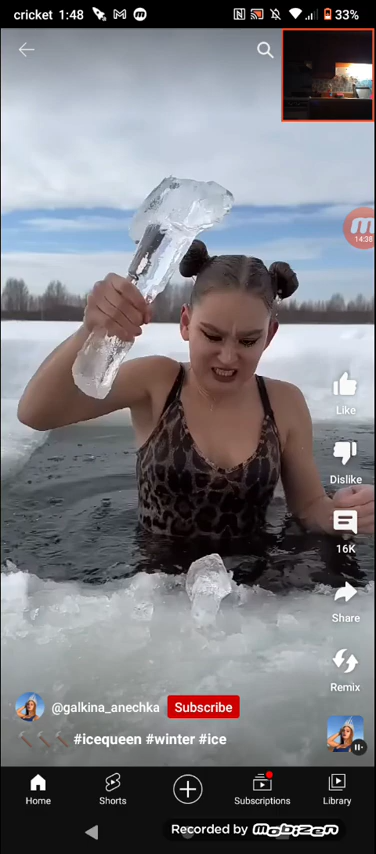 cricket 1:48 33%
14:38
Like
Dislike
16K
Share
Remix
@galkina_anechka Subscribe
#icequeen #winter #ice
Home Shorts Subscriptions Library
Recorded by mobizen